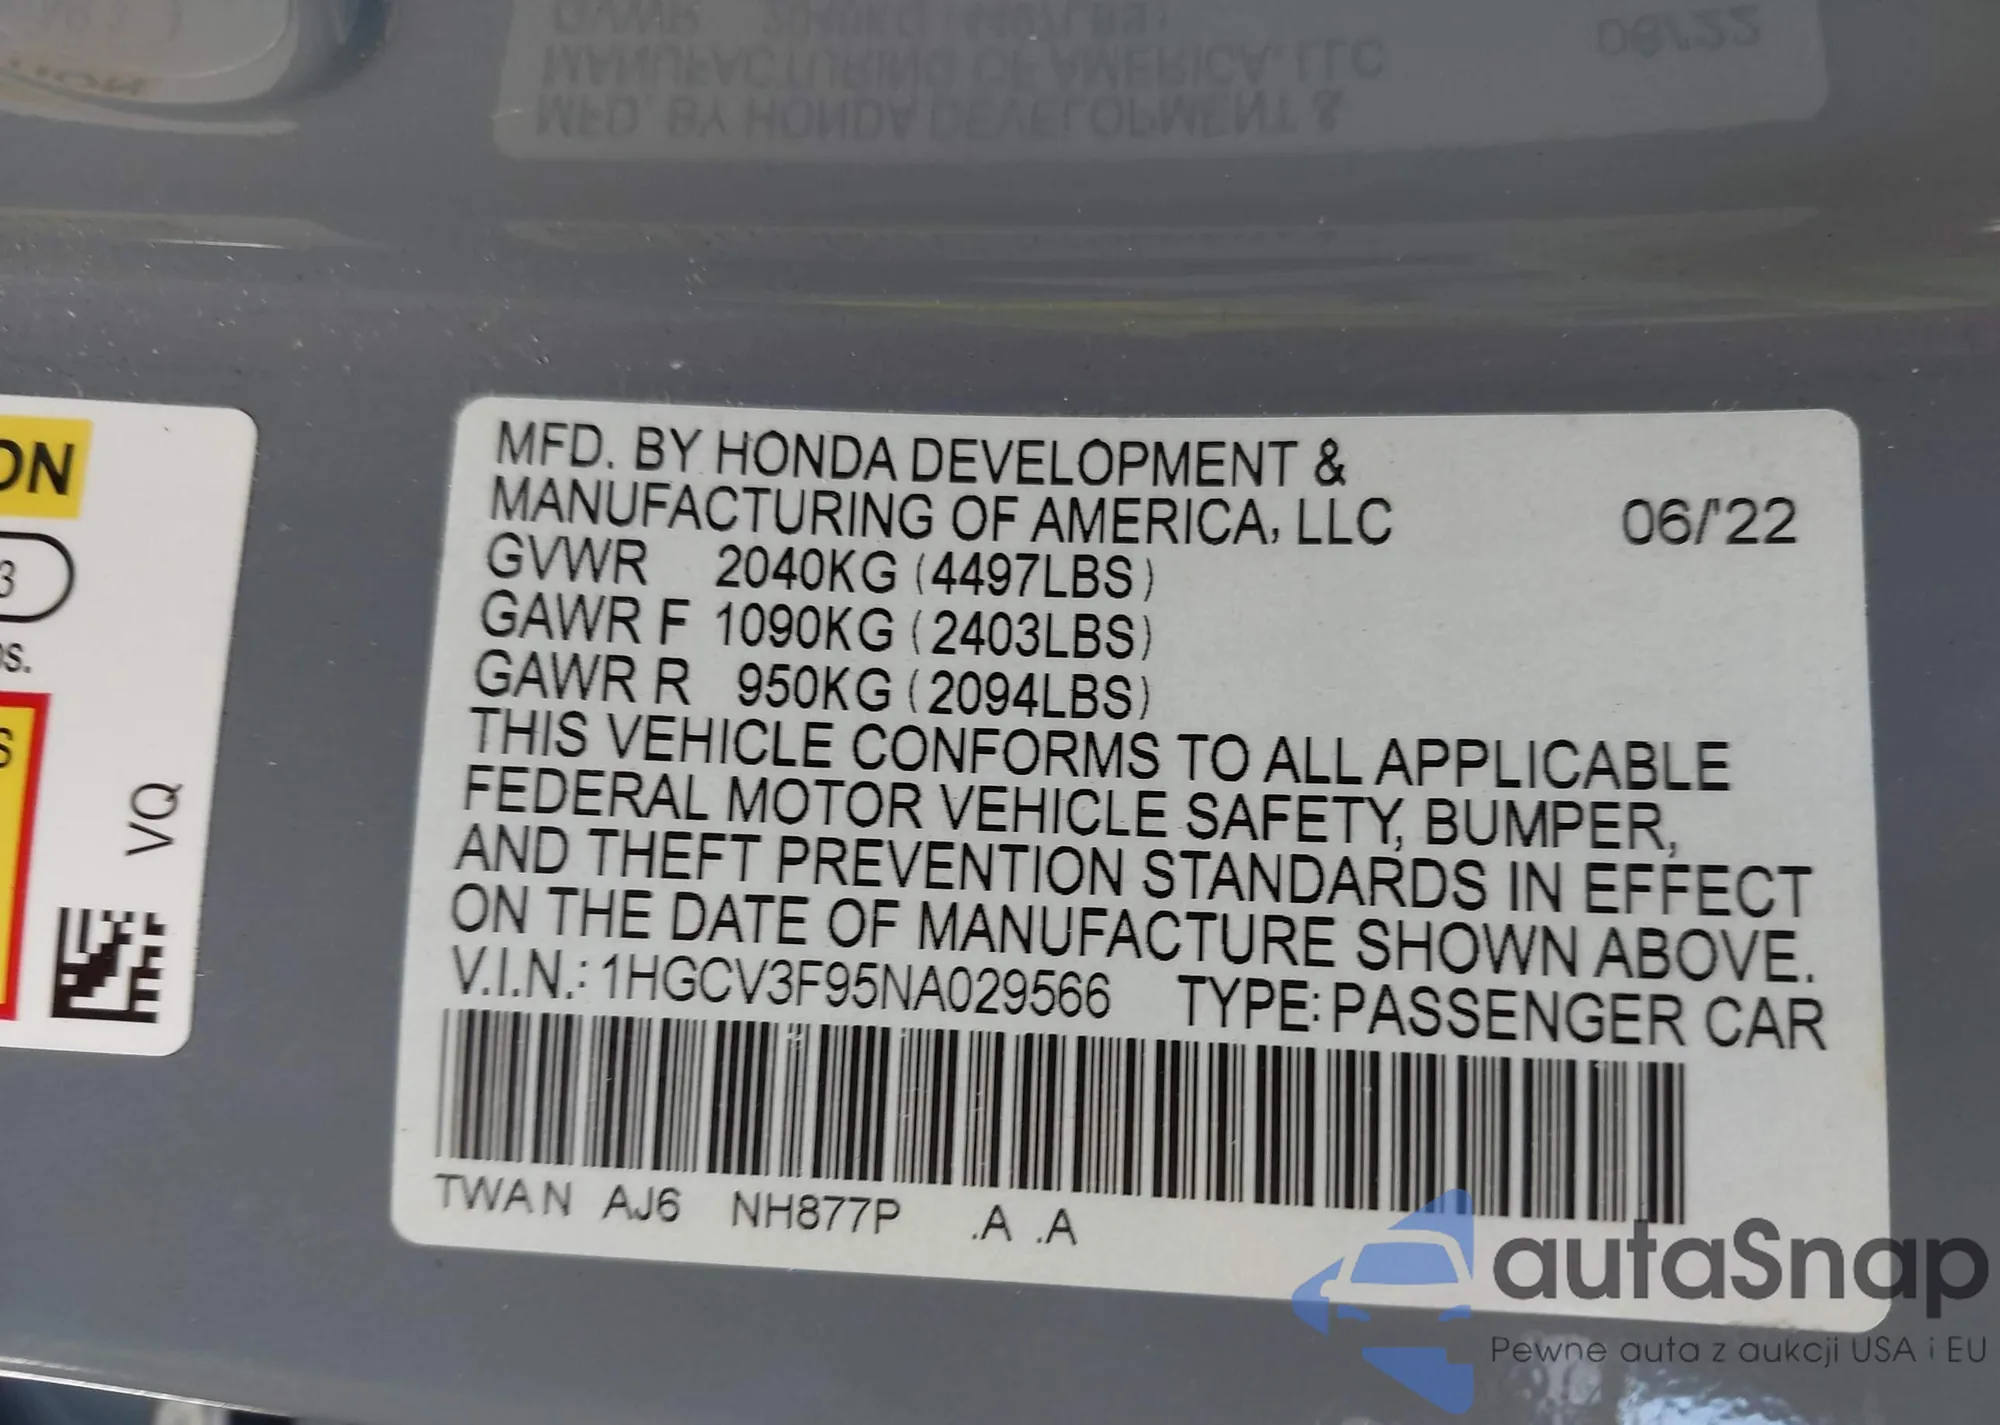 MFD. BY HONDA DEVELOPMENT &
MANUFACTURING OF AMERICA, LLC 06/'22
GVWR 2040KG (4497LBS)
GAWR F 1090KG (2403LBS)
GAWR R 950KG (2094LBS)
THIS VEHICLE CONFORMS TO ALL APPLICABLE
FEDERAL MOTOR VEHICLE SAFETY, BUMPER,
AND THEFT PREVENTION STANDARDS IN EFFECT
ON THE DATE OF MANUFACTURE SHOWN ABOVE.
V.I.N.: 1HGCV3F95NA029566 TYPE: PASSENGER CAR
TWAN AJ6 NH877P .A .A
VQ
autaSnap
Pewne auta z aukcji USA i EU